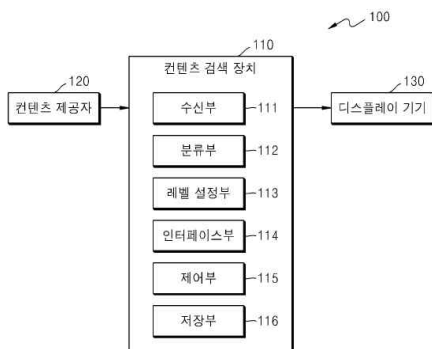 100
110
120
컨텐츠 검색 장치
130
컨텐츠 제공자
수신부
111
디스플레이 기기
분류부
112
레벨 설정부
113
인터페이스부
114
제어부
115
저장부
116